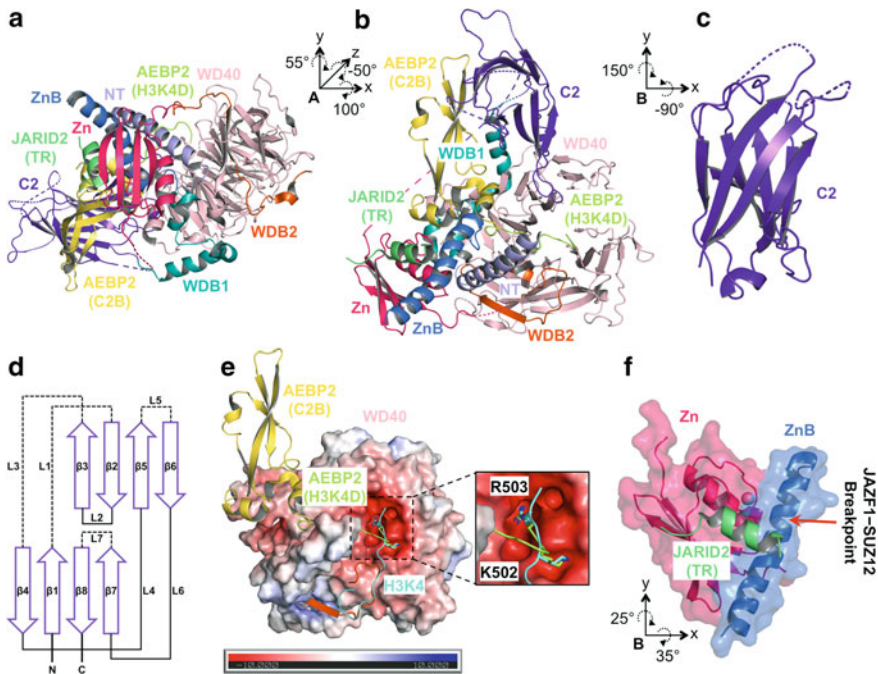 a
y
55°
z
-50°
A
x
100°
AEBP2
(H3K4D)
WD40
NT
ZnB
Zn
JARID2
(TR)
C2
WDB2
AEBP2
(C2B)
WDB1
b
AEBP2
(C2B)
C2
WDB1
WD40
JARID2
(TR)
AEBP2
(H3K4D)
Zn
NT
ZnB
WDB2
c
y
150°
B
x
-90°
C2
d
L5
L3
L1
β3
β2
β5
β6
L2
L7
β4
β1
β8
β7
L4
L6
N
C
e
AEBP2
(C2B)
WD40
AEBP2
(H3K4D)
R503
K502
H3K4
-10.000
10.000
f
Zn
ZnB
JAZF1–SUZ12
Breakpoint
JARID2
(TR)
y
25°
B
x
35°